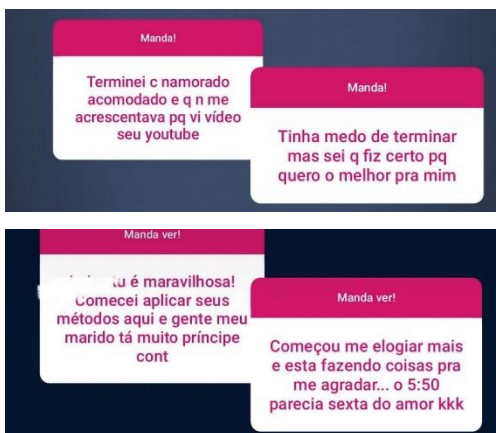 Manda!
Terminei c namorado
acomodado e q n me
acrescentava pq vi vídeo
seu youtube
Manda!
Tinha medo de terminar
mas sei q fiz certo pq
quero o melhor pra mim
Manda ver!
tu é maravilhosa!
Comecei aplicar seus
métodos aqui e gente meu
marido tá muito príncipe
cont
Manda ver!
Começou me elogiar mais
e esta fazendo coisas pra
me agradar... o 5:50
parecia sexta do amor kkk